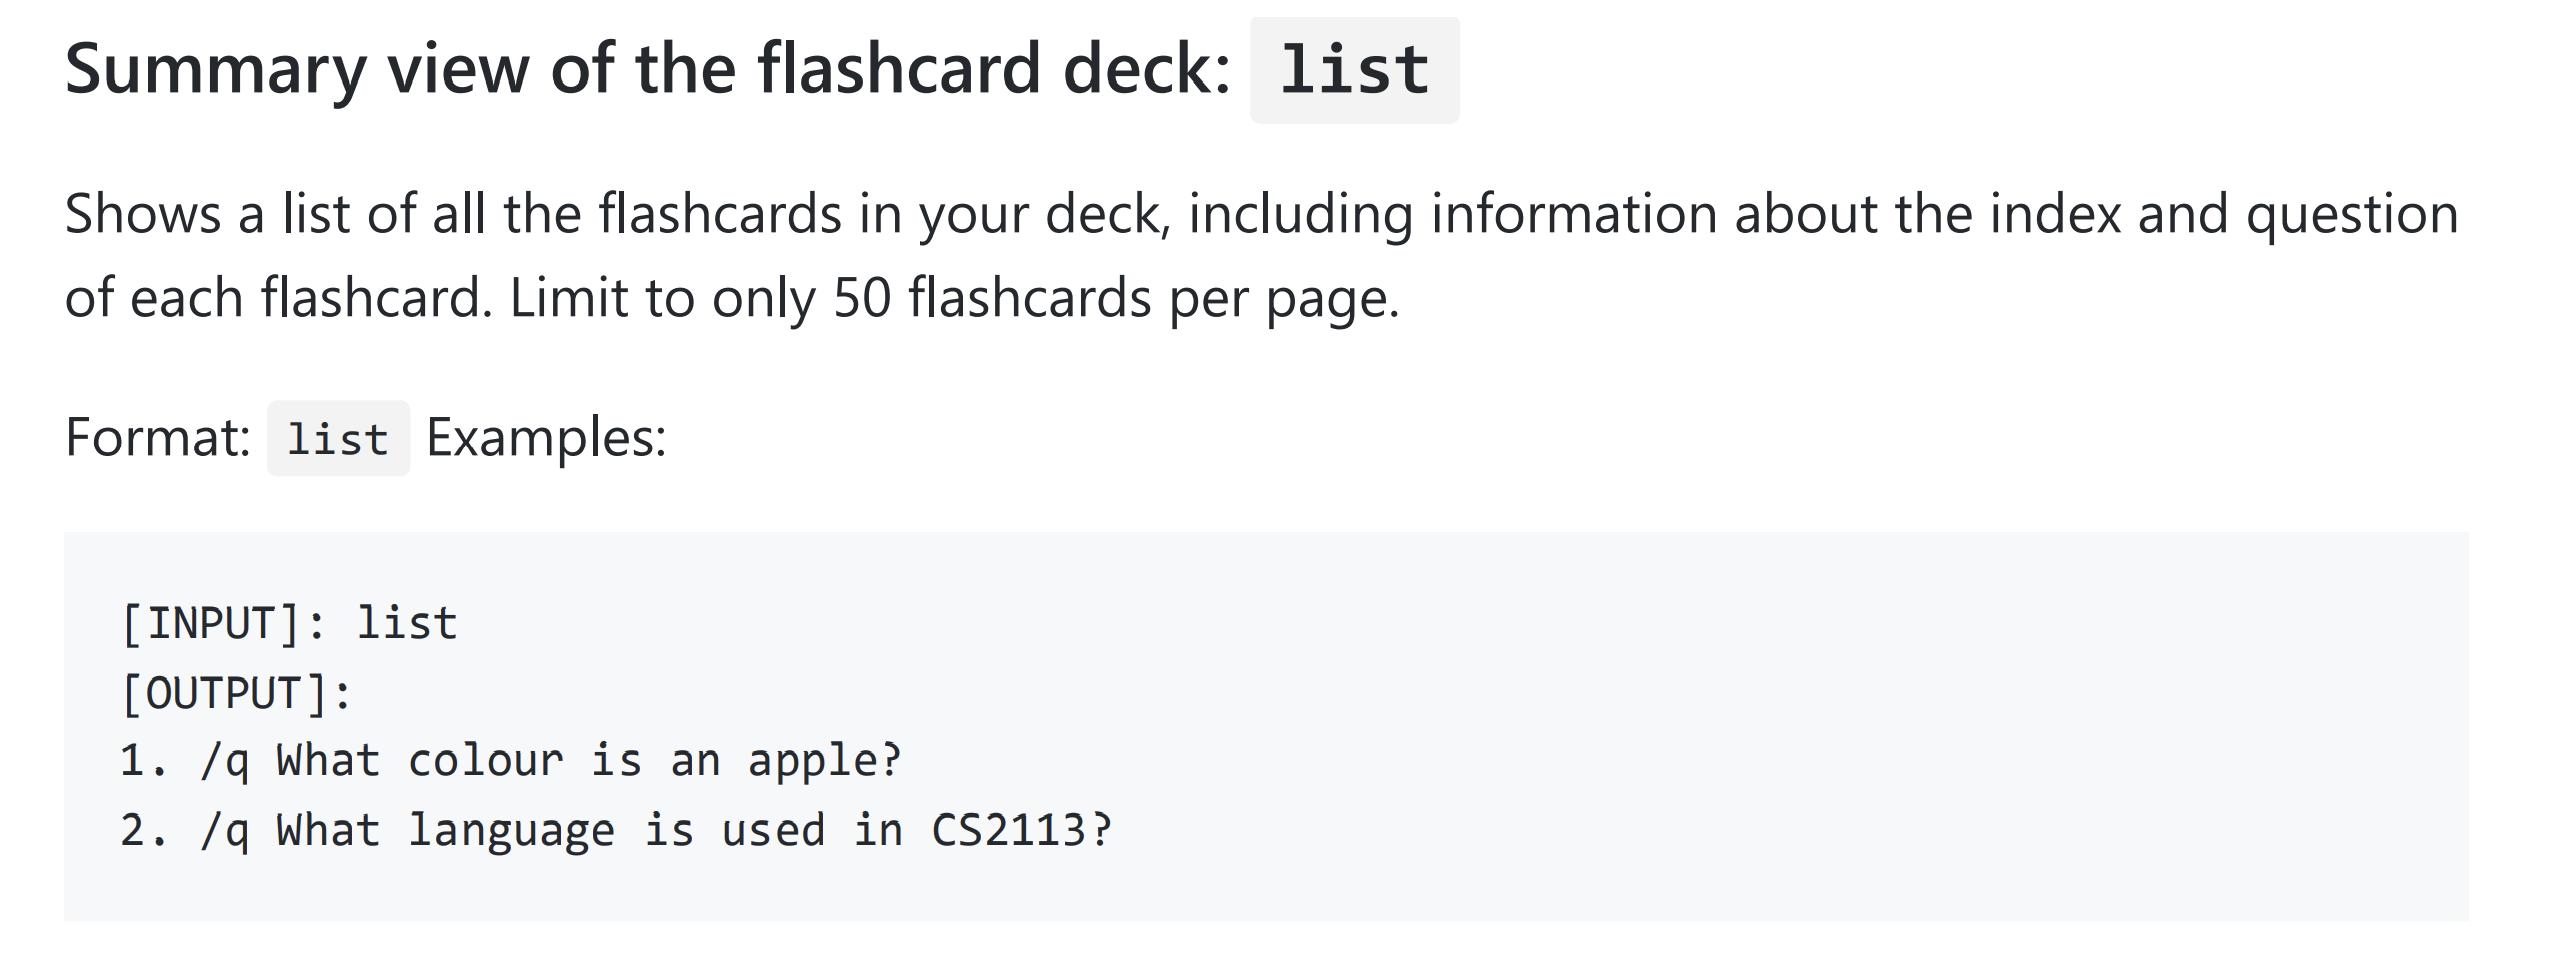 Summary view of the flashcard deck: list
Shows a list of all the flashcards in your deck, including information about the index and question
of each flashcard. Limit to only 50 flashcards per page.
Format: list Examples:
[INPUT]: list
[OUTPUT]:
1. /q What colour is an apple?
2. /q What language is used in CS2113?